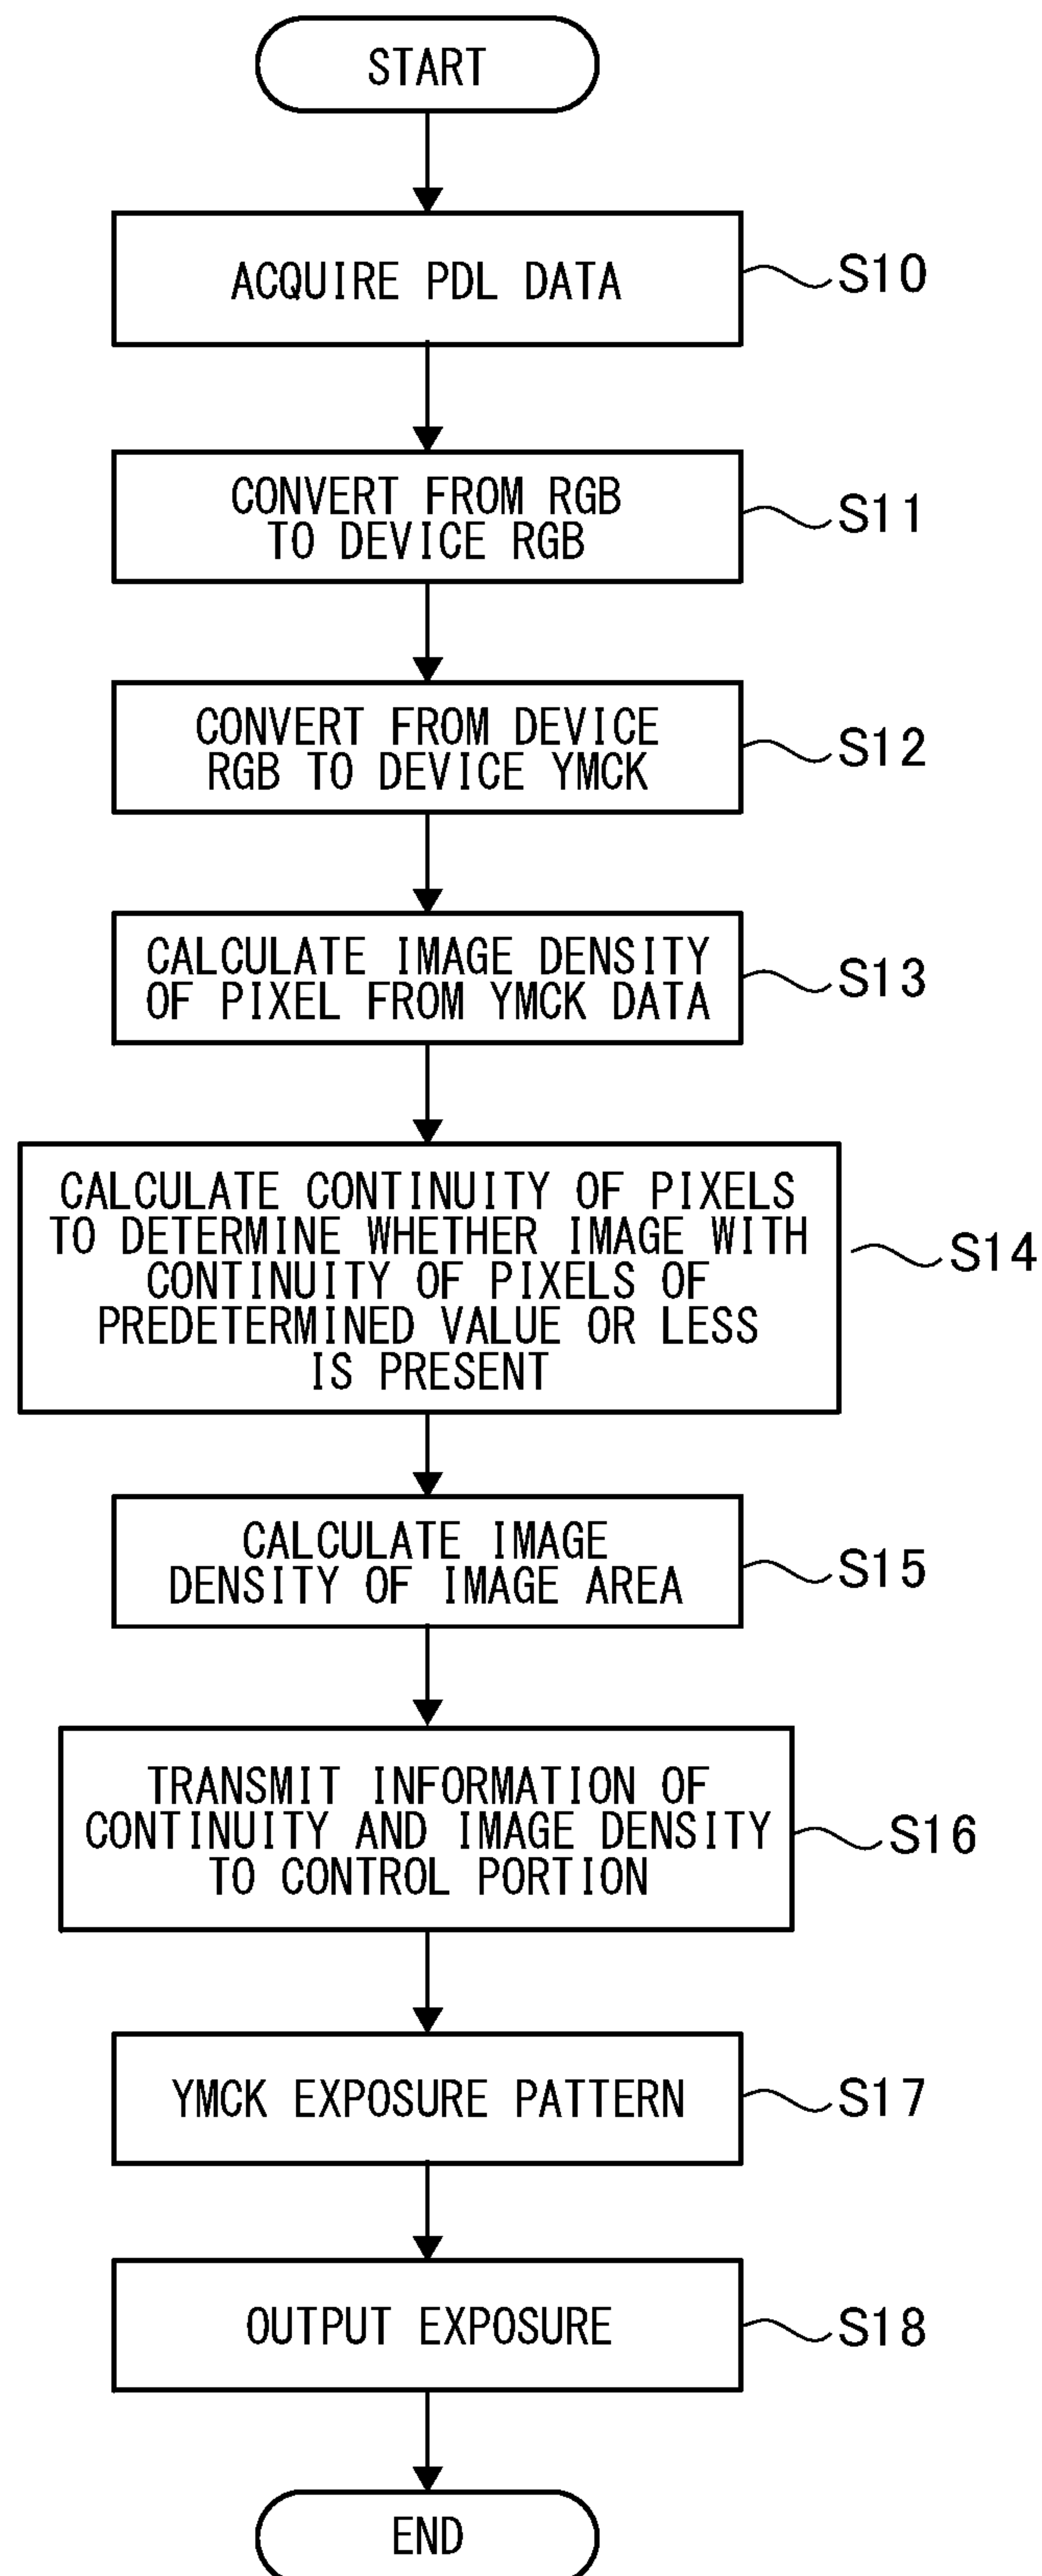 START
ACQUIRE PDL DATA
S10
CONVERT FROM RGB
TO DEVICE RGB
S11
CONVERT FROM DEVICE
RGB TO DEVICE YMCK
S12
CALCULATE IMAGE DENSITY
OF PIXEL FROM YMCK DATA
S13
CALCULATE CONTINUITY OF PIXELS
TO DETERMINE WHETHER IMAGE WITH
CONTINUITY OF PIXELS OF
PREDETERMINED VALUE OR LESS
IS PRESENT
S14
CALCULATE IMAGE
DENSITY OF IMAGE AREA
S15
TRANSMIT INFORMATION OF
CONTINUITY AND IMAGE DENSITY
TO CONTROL PORTION
S16
YMCK EXPOSURE PATTERN
S17
OUTPUT EXPOSURE
S18
END